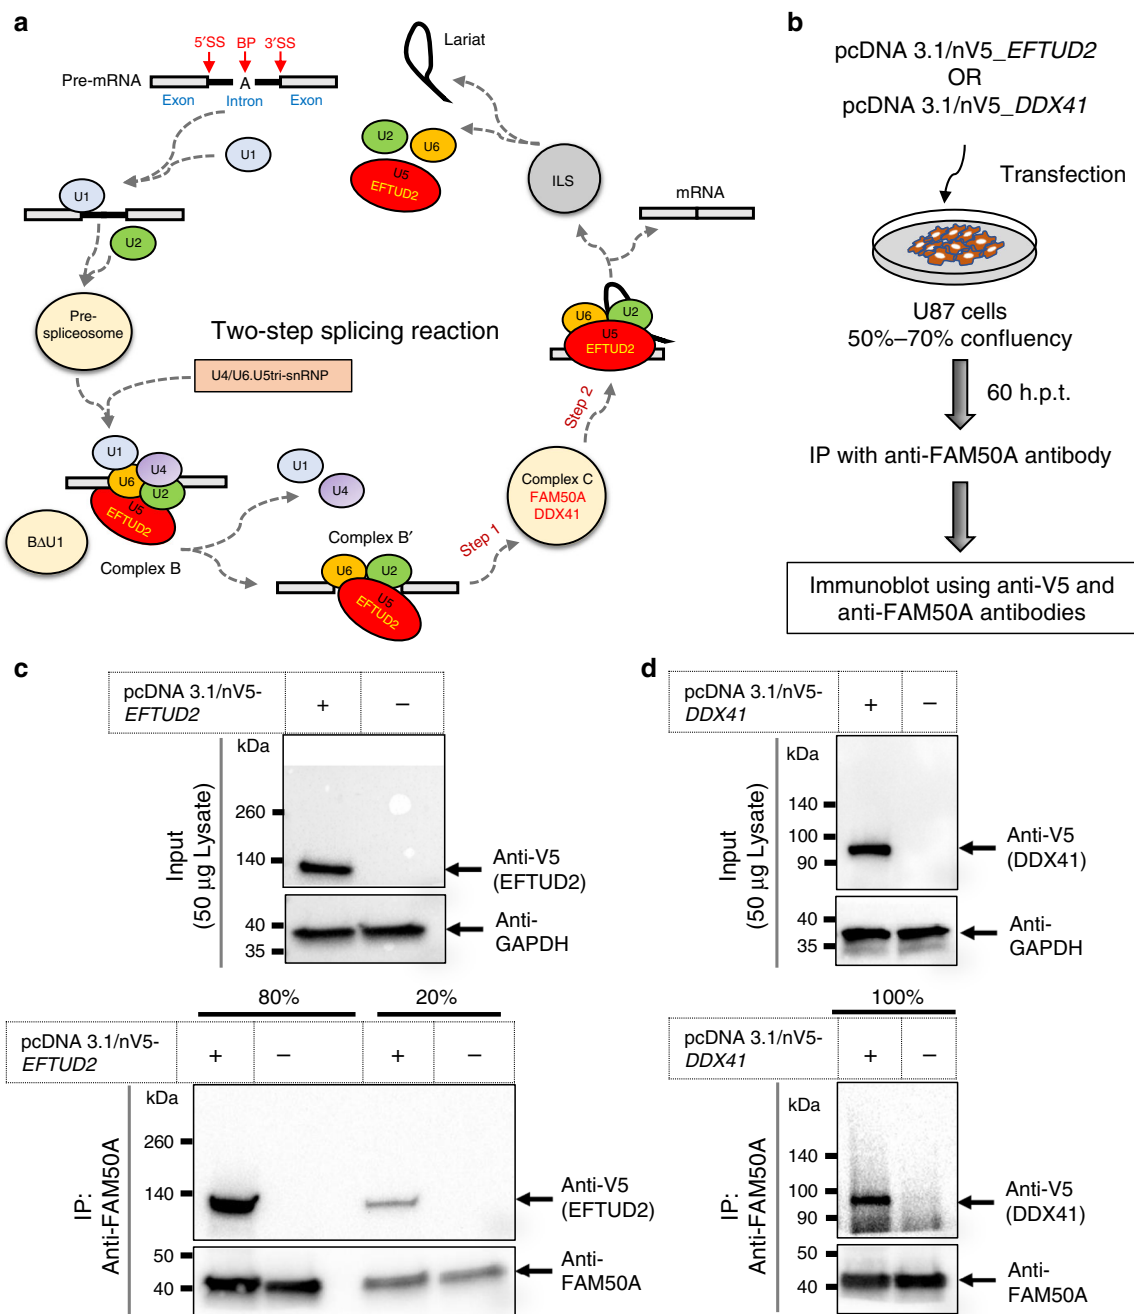 a
5′SS BP 3′SS
Pre-mRNA
A
Exon Intron Exon
U1
U1
U2
Pre-
spliceosome
Two-step splicing reaction
U4/U6.U5tri-snRNP
U1
U4
U6
U2
U5
EFTUD2
BΔU1
Complex B
U1
U4
Complex B′
U6
U2
U5
EFTUD2
Step 1
Complex C
FAM50A
DDX41
Step 2
U6
U2
U5
EFTUD2
mRNA
ILS
U2
U6
U5
EFTUD2
Lariat
b
pcDNA 3.1/nV5_EFTUD2
OR
pcDNA 3.1/nV5_DDX41
Transfection
U87 cells
50%–70% confluency
60 h.p.t.
IP with anti-FAM50A antibody
Immunoblot using anti-V5 and
anti-FAM50A antibodies
c
pcDNA 3.1/nV5-
EFTUD2
+ −
Input
(50 µg Lysate)
kDa
260
140
Anti-V5
(EFTUD2)
40
35
Anti-
GAPDH
80% 20%
pcDNA 3.1/nV5-
EFTUD2
+ − + −
IP:
Anti-FAM50A
kDa
260
140
Anti-V5
(EFTUD2)
50
40
Anti-
FAM50A
d
pcDNA 3.1/nV5-
DDX41
+ −
Input
(50 µg Lysate)
kDa
140
100
90
Anti-V5
(DDX41)
40
35
Anti-
GAPDH
100%
pcDNA 3.1/nV5-
DDX41
+ −
IP:
Anti-FAM50A
kDa
140
100
90
Anti-V5
(DDX41)
50
40
Anti-
FAM50A